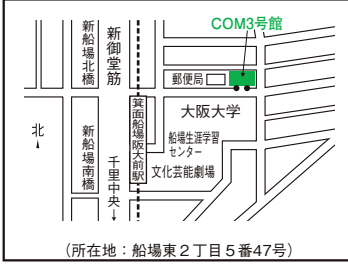 COM3号館
新船場北橋
新御堂筋
郵便局
大阪大学
箕面船場阪大前駅
船場生涯学習
センター
文化芸能劇場
北
新船場南橋
千里中央→
(所在地:船場東2丁目5番47号)